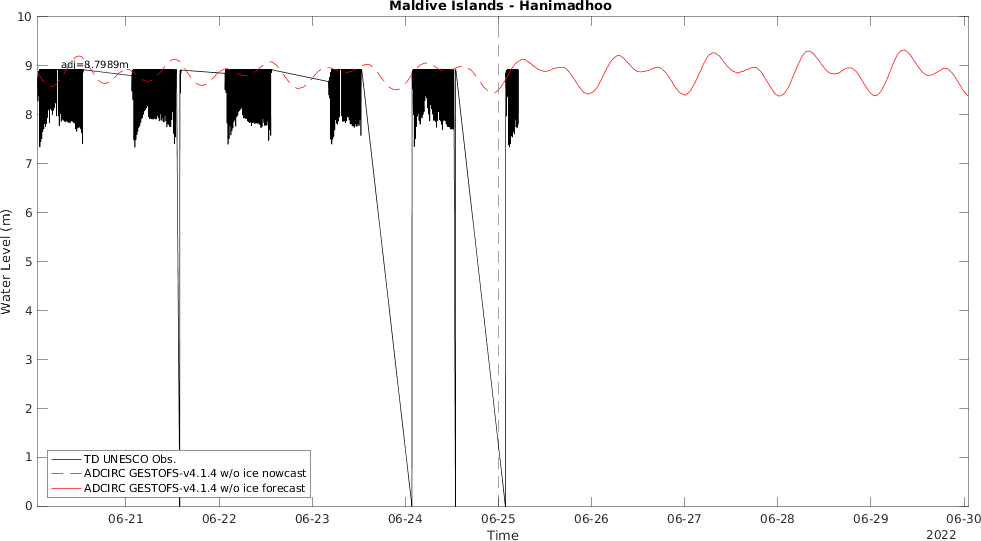 Maldive Islands - Hanimadhoo
10
9
8
7
6
5
4
3
2
1
0
Water Level (m)
adj=8.7989m
TD UNESCO Obs.
ADCIRC GESTOFS-v4.1.4 w/o ice nowcast
ADCIRC GESTOFS-v4.1.4 w/o ice forecast
06-21 06-22 06-23 06-24 06-25 06-26 06-27 06-28 06-29 06-30
Time
2022